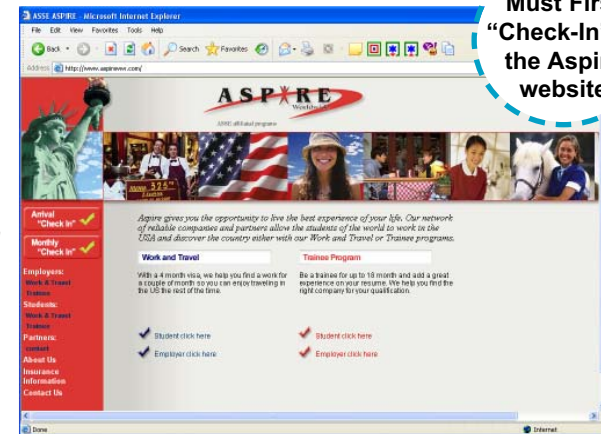 ASSE ASPIRE - Microsoft Internet Explorer
File Edit View Favorites Tools Help
Back Search Favorites
Address http://www.aspireww.com/
Must First
"Check-In"
the Aspir
website
ASPIRE
Worldwide
ASSE affiliated programs
Arrival
"Check In"
Monthly
"Check In"
Employers:
Work & Travel
Trainee
Students:
Work & Travel
Trainee
Partners:
contact
About Us
Insurance
Information
Contact Us
Aspire gives you the opportunity to live the best experience of your life. Our network
of reliable companies and partners allow the students of the world to work in the
USA and discover the country either with our Work and Travel or Trainee programs.
Work and Travel
With a 4 month visa, we help you find a work for
a couple of month so you can enjoy traveling in
the US the rest of the time.
Student click here
Employer click here
Trainee Program
Be a trainee for up to 18 month and add a great
experience on your resume. We help you find the
right company for your qualification.
Student click here
Employer click here
Done
Internet